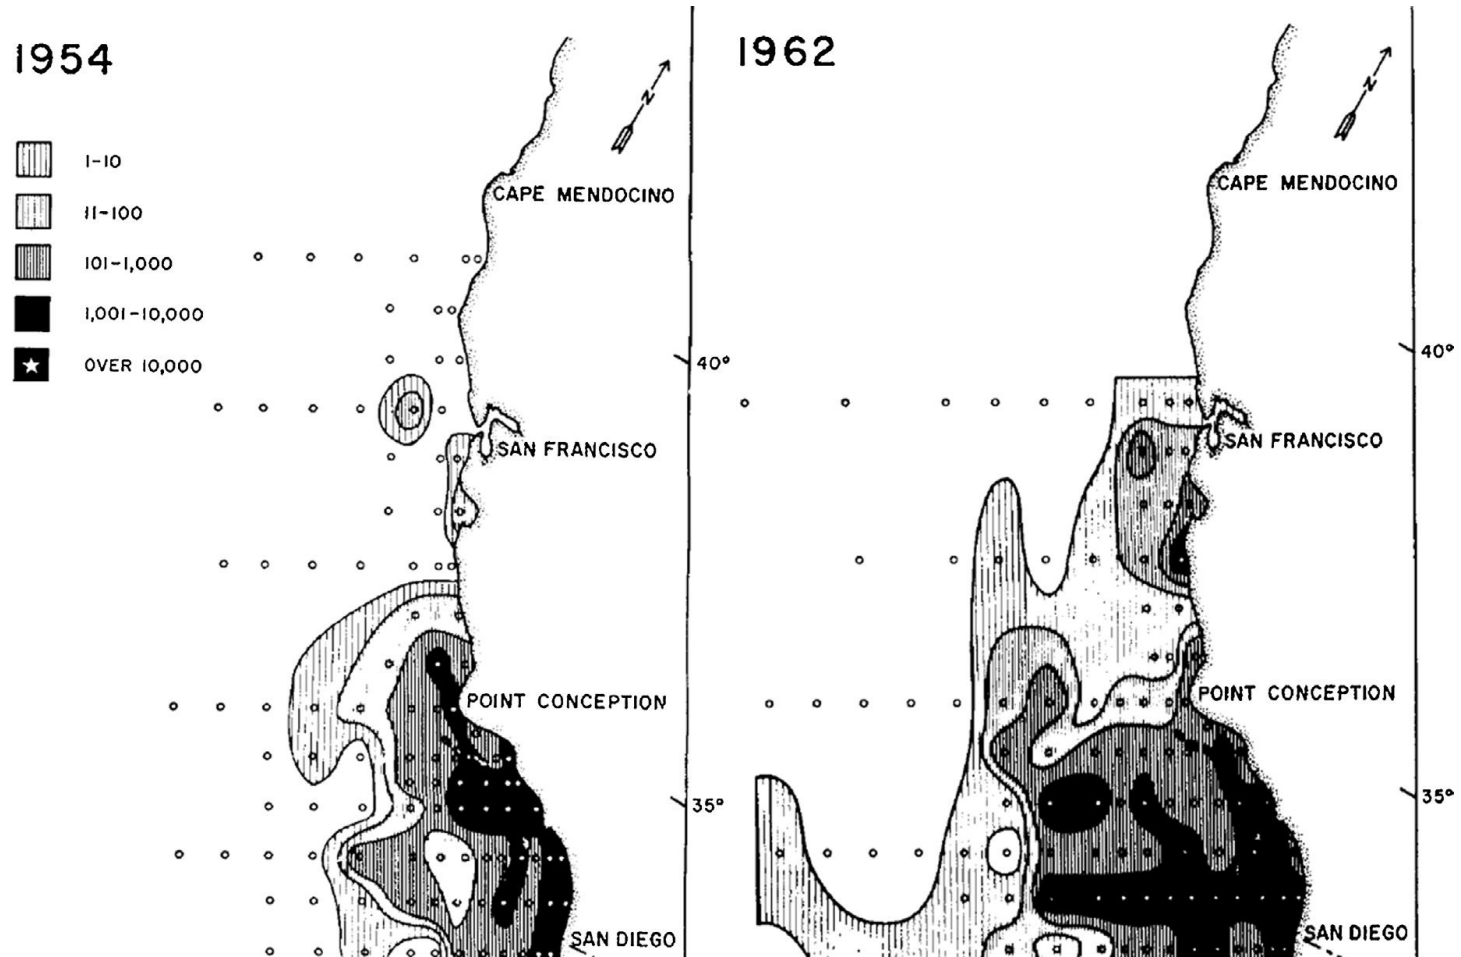 1954
N
1-10
11-100
101-1,000
1,001-10,000
OVER 10,000
CAPE MENDOCINO
40°
SAN FRANCISCO
POINT CONCEPTION
35°
SAN DIEGO
1962
N
CAPE MENDOCINO
40°
SAN FRANCISCO
POINT CONCEPTION
35°
SAN DIEGO